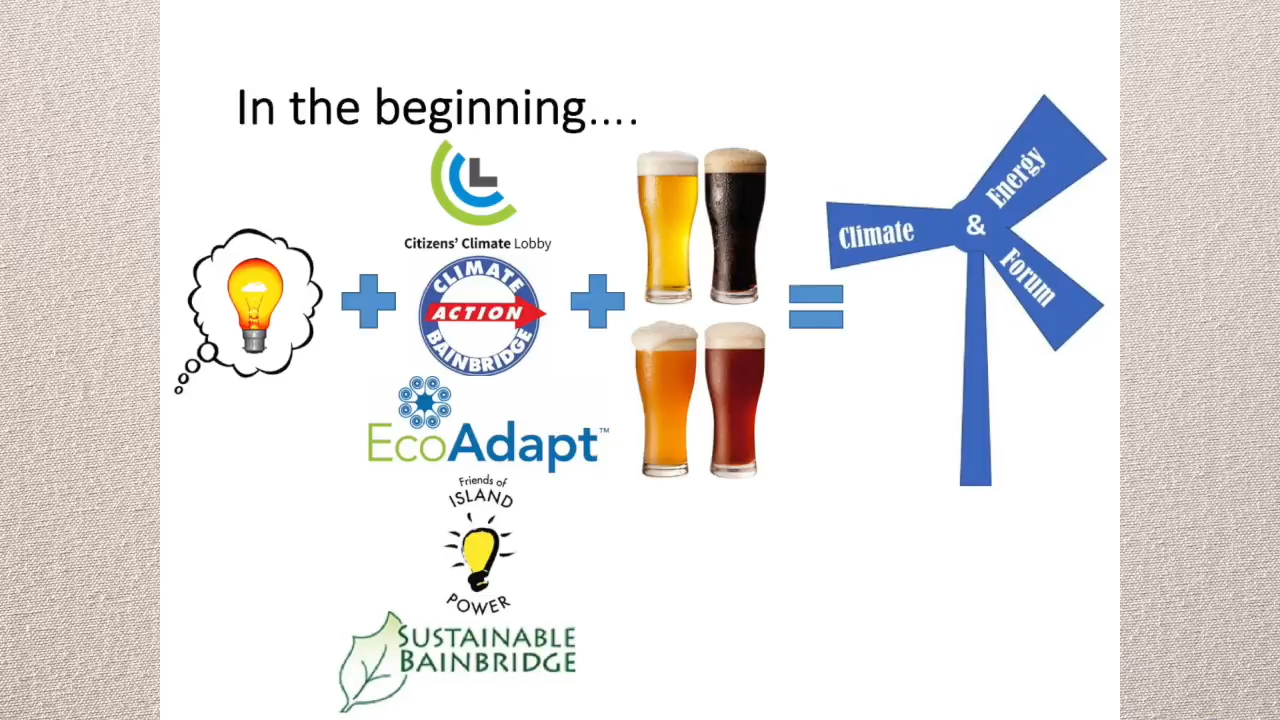 In the beginning....
CL
Citizens' Climate Lobby
CLIMATE
ACTION
BAINBRIDGE
EcoAdapt™
Friends of
ISLAND
POWER
SUSTAINABLE
BAINBRIDGE
Climate & Energy
Forum